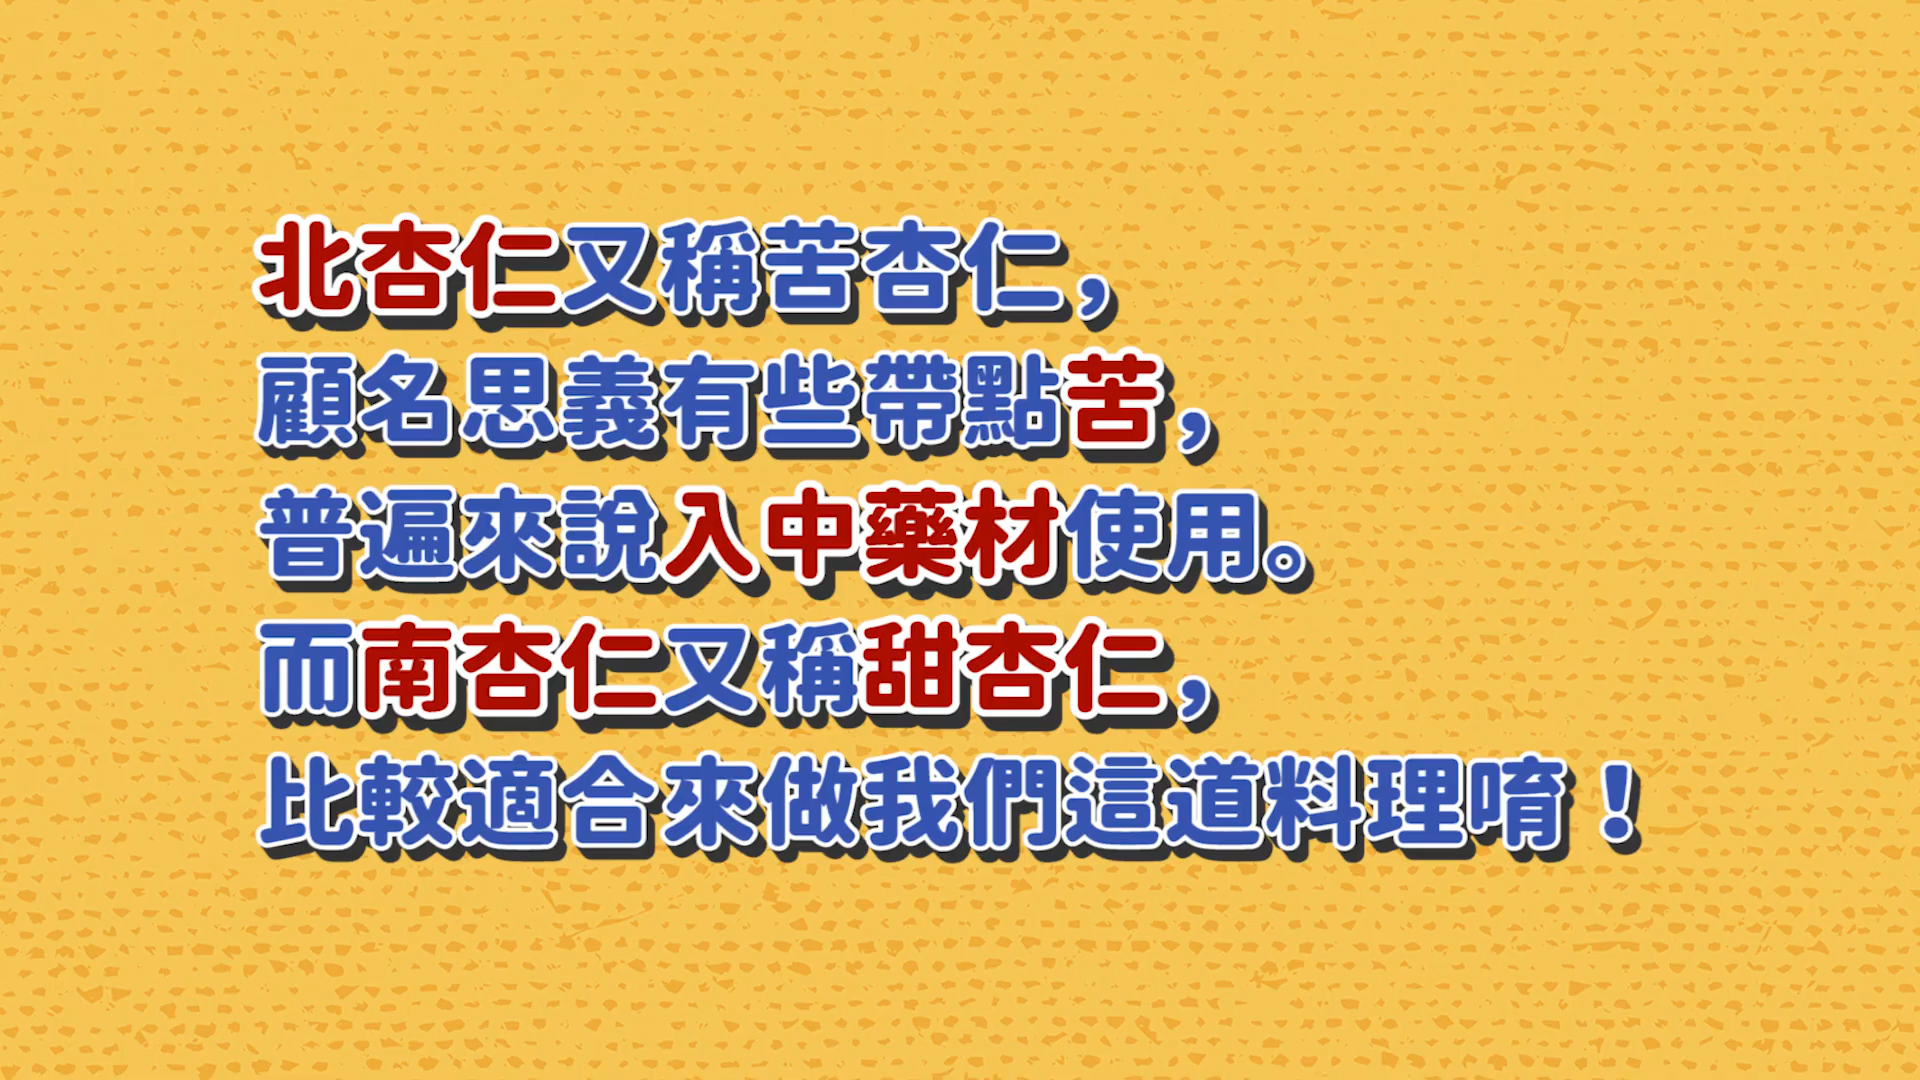 北杏仁又稱苦杏仁，
顧名思義有些帶點苦，
普遍來說入中藥材使用。
而南杏仁又稱甜杏仁，
比較適合來做我們這道料理唷！